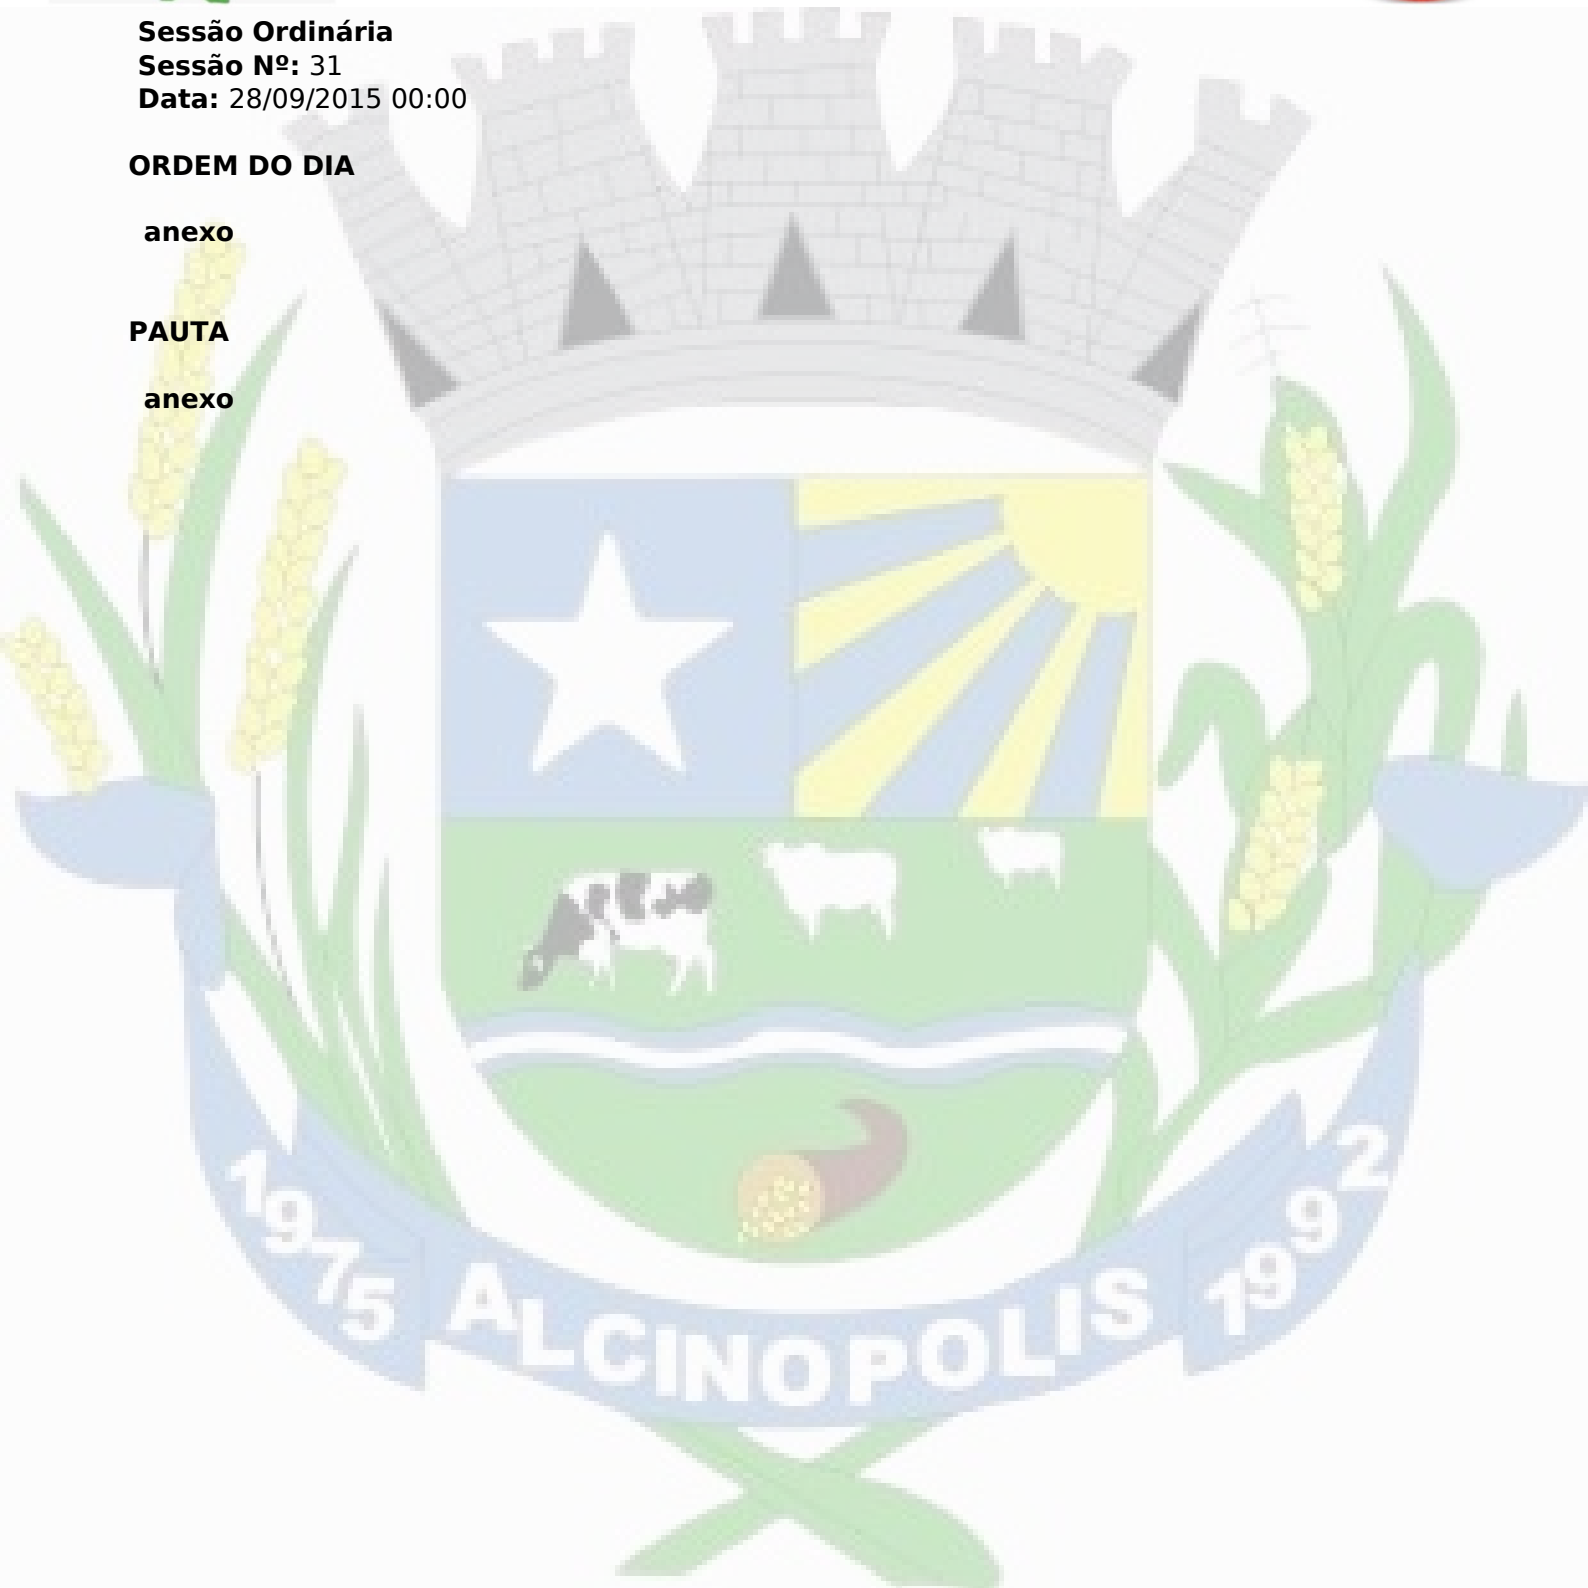 Sessão Ordinária
Sessão Nº: 31
Data: 28/09/2015 00:00
ORDEM DO DIA
anexo
PAUTA
anexo
1975 ALCINOPOLIS 1992